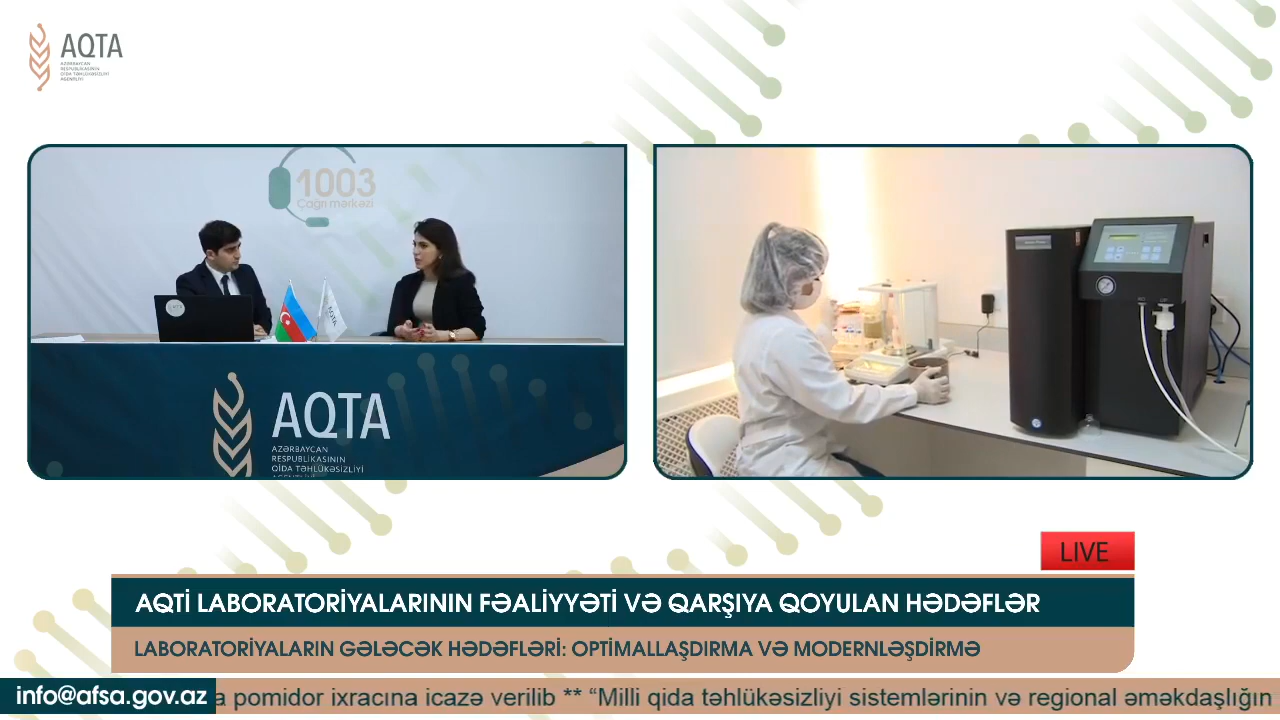 AQTA
AZƏRBAYCAN
RESPUBLİKASININ
QİDA TƏHLÜKƏSİZLİYİ
AGENTLİYİ
1003
Çağrı mərkəzi
AQTA
AQTA
AZƏRBAYCAN
RESPUBLİKASININ
QİDA TƏHLÜKƏSİZLİYİ
AGENTLİYİ
LIVE
AQTİ LABORATORİYALARININ FƏALİYYƏTİ VƏ QARŞIYA QOYULAN HƏDƏFLƏR
LABORATORİYALARIN GƏLƏCƏK HƏDƏFLƏRİ: OPTİMALLAŞDIRMA VƏ MODERNLƏŞDİRMƏ
info@afsa.gov.az a pomidor ixracına icazə verilib ** “Milli qida təhlükəsizliyi sistemlərinin və regional əməkdaşlığın